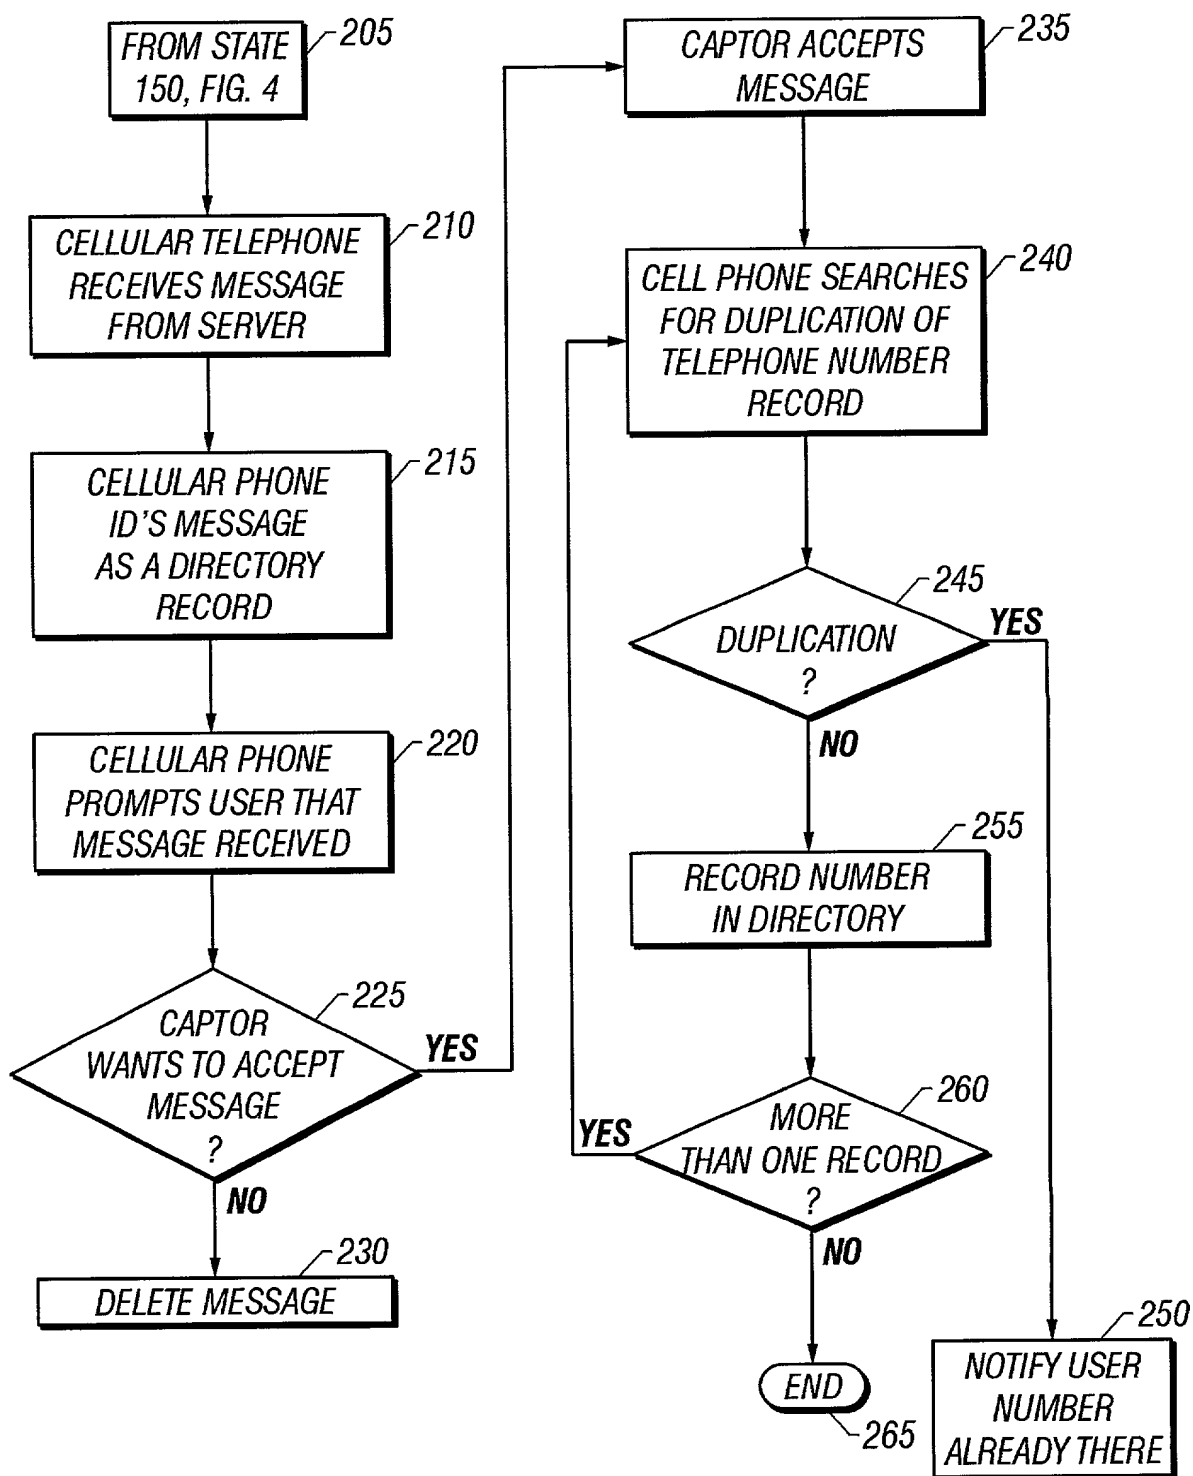 FROM STATE
150, FIG. 4
205
CELLULAR TELEPHONE
RECEIVES MESSAGE
FROM SERVER
210
CELLULAR PHONE
ID'S MESSAGE
AS A DIRECTORY
RECORD
215
CELLULAR PHONE
PROMPTS USER THAT
MESSAGE RECEIVED
220
CAPTOR
WANTS TO ACCEPT
MESSAGE
?
225
YES
NO
DELETE MESSAGE
230
CAPTOR ACCEPTS
MESSAGE
235
CELL PHONE SEARCHES
FOR DUPLICATION OF
TELEPHONE NUMBER
RECORD
240
DUPLICATION
?
245
YES
NO
RECORD NUMBER
IN DIRECTORY
255
MORE
THAN ONE RECORD
?
260
YES
NO
END
265
NOTIFY USER
NUMBER
ALREADY THERE
250